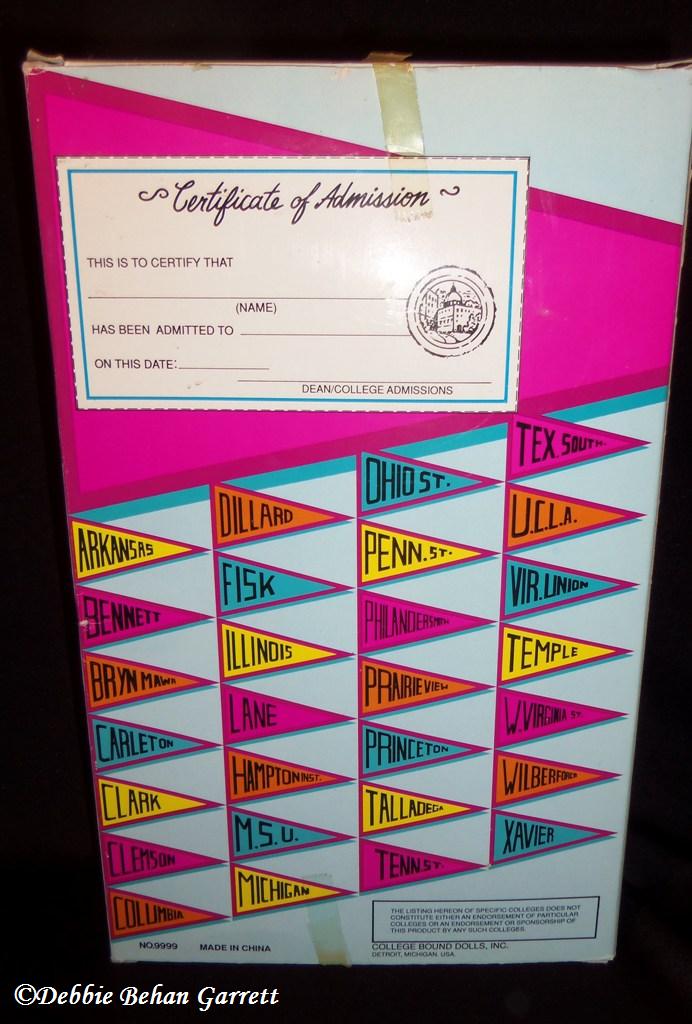 Certificate of Admission
THIS IS TO CERTIFY THAT
(NAME)
HAS BEEN ADMITTED TO
ON THIS DATE:
DEAN/COLLEGE ADMISSIONS
ARKANSAS
BENNETT
BRYN MAWR
CARLETON
CLARK
CLEMSON
COLUMBIA
DILLARD
FISK
ILLINOIS
LANE
HAMPTON INST.
M.S.U.
MICHIGAN
OHIO ST.
PENN. ST.
PHILANDER SMITH
PRAIRIE VIEW
PRINCETON
TALLADEGA
TENN. ST.
TEX. SOUTH.
U.C.L.A.
VIR. UNION
TEMPLE
W. VIRGINIA ST.
WILBERFORCE
XAVIER
THE LISTING HEREON OF SPECIFIC COLLEGES DOES NOT
CONSTITUTE EITHER AN ENDORSEMENT OF PARTICULAR
COLLEGES OR AN ENDORSEMENT OR SPONSORSHIP OF
THIS PRODUCT BY ANY SUCH COLLEGES.
NO.9999 MADE IN CHINA
COLLEGE BOUND DOLLS, INC.
DETROIT, MICHIGAN. USA.
©Debbie Behan Garrett